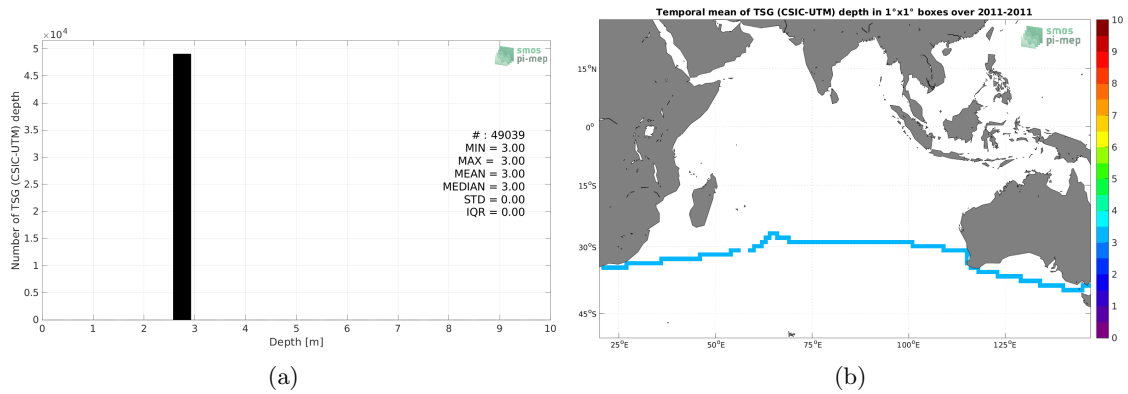 ×10⁴
5
4.5
4
3.5
3
2.5
2
1.5
1
0.5
0
0 1 2 3 4 5 6 7 8 9 10
Number of TSG (CSIC-UTM) depth
Depth [m]
smos
pi-mep
# : 49039
MIN = 3.00
MAX = 3.00
MEAN = 3.00
MEDIAN = 3.00
STD = 0.00
IQR = 0.00
(a)
Temporal mean of TSG (CSIC-UTM) depth in 1°x1° boxes over 2011-2011
smos
pi-mep
15°N
0°
15°S
30°S
45°S
25°E 50°E 75°E 100°E 125°E
10
9
8
7
6
5
4
3
2
1
0
(b)